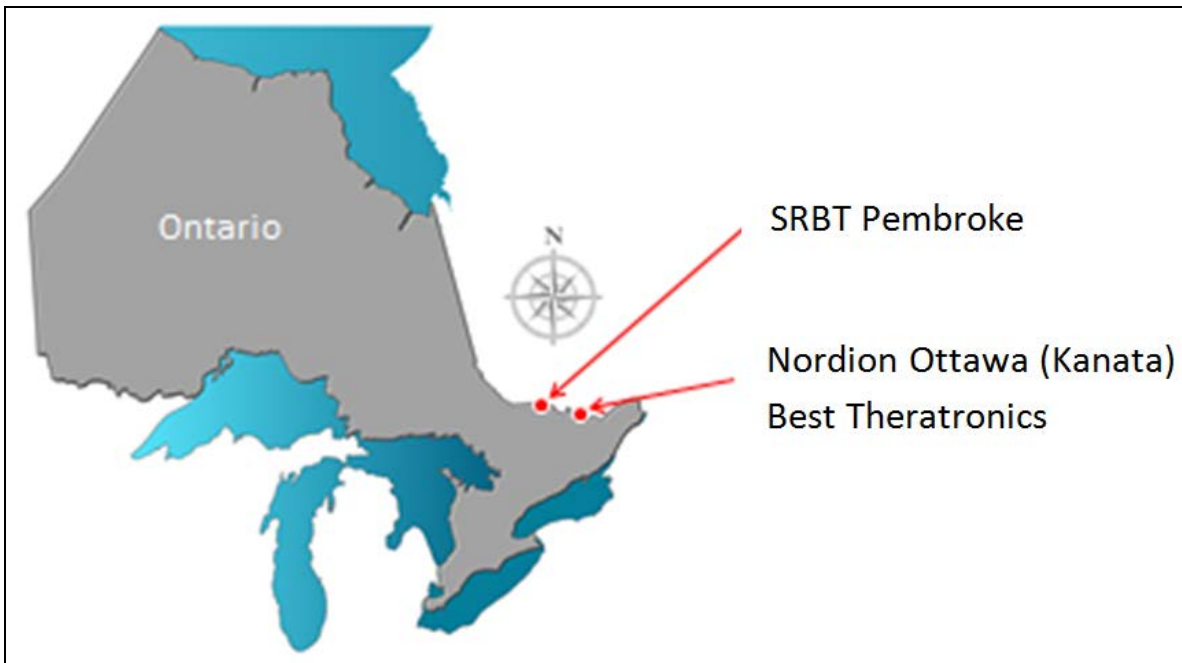 Ontario
N
SRBT Pembroke
Nordion Ottawa (Kanata)
Best Theratronics